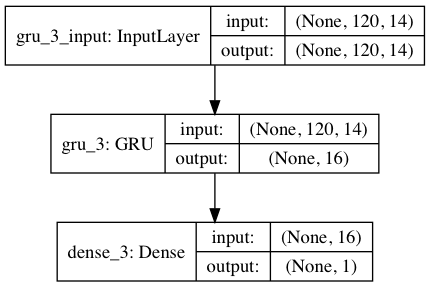 gru_3_input: InputLayer
input: (None, 120, 14)
output: (None, 120, 14)
gru_3: GRU
input: (None, 120, 14)
output: (None, 16)
dense_3: Dense
input: (None, 16)
output: (None, 1)